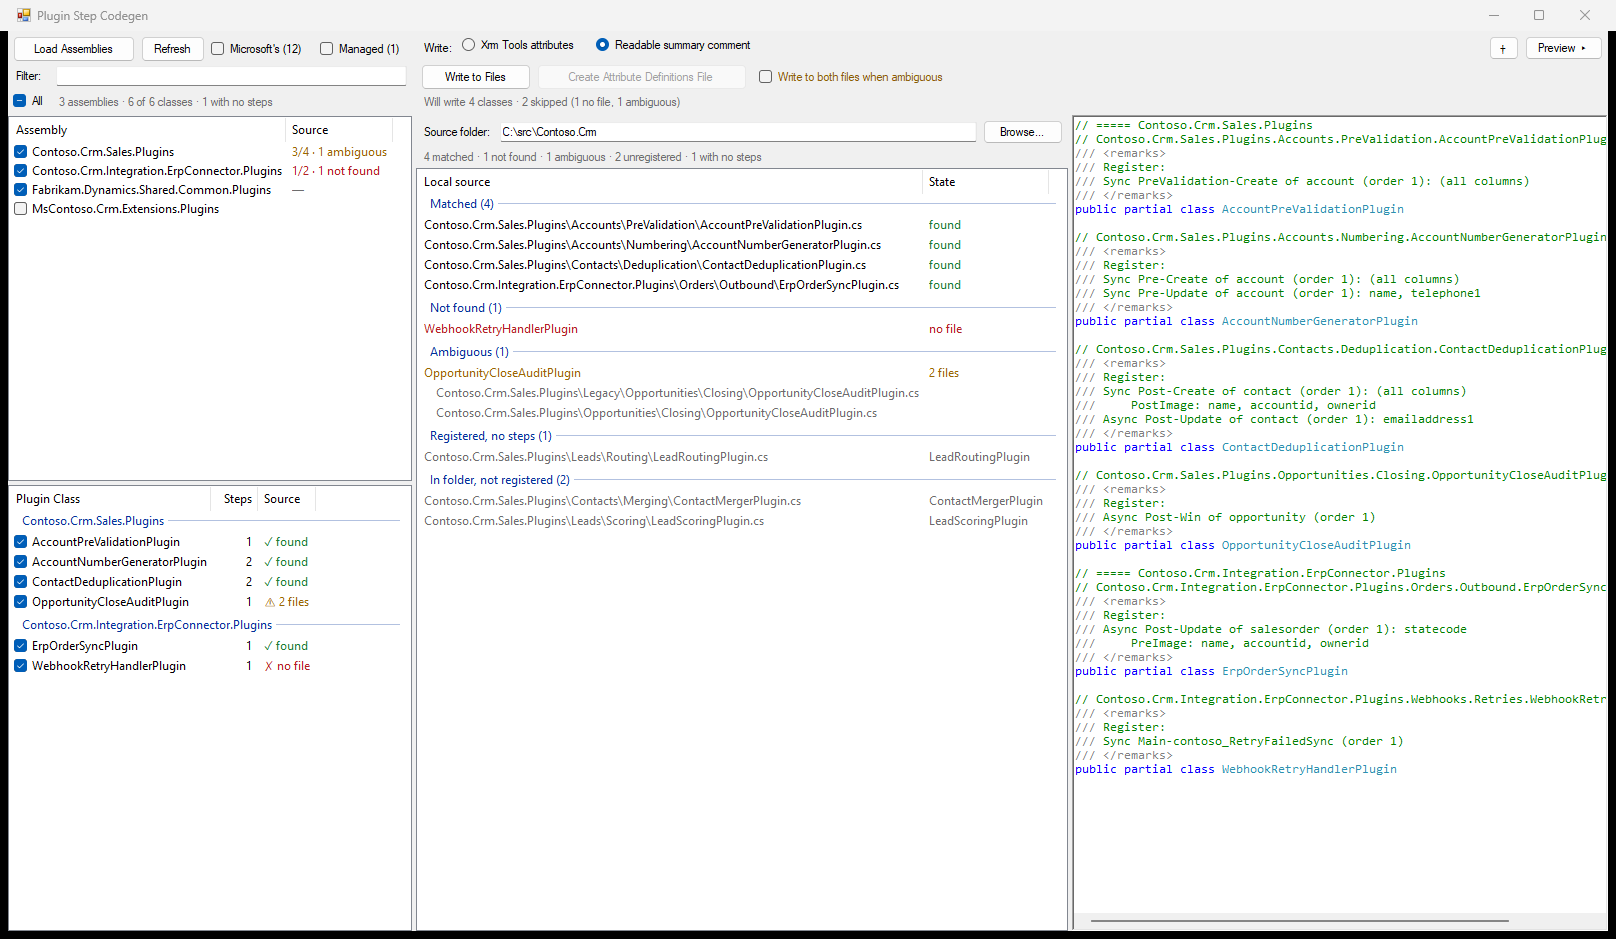 Plugin Step Codegen
Load Assemblies
Refresh
Microsoft's (12)
Managed (1)
Write:
Xrm Tools attributes
Readable summary comment
†
Preview ▸
Filter:
Write to Files
Create Attribute Definitions File
Write to both files when ambiguous
All
3 assemblies · 6 of 6 classes · 1 with no steps
Will write 4 classes · 2 skipped (1 no file, 1 ambiguous)
Assembly Source
Contoso.Crm.Sales.Plugins 3/4 · 1 ambiguous
Contoso.Crm.Integration.ErpConnector.Plugins 1/2 · 1 not found
Fabrikam.Dynamics.Shared.Common.Plugins —
MsContoso.Crm.Extensions.Plugins
Plugin Class Steps Source
Contoso.Crm.Sales.Plugins
AccountPreValidationPlugin 1 ✓ found
AccountNumberGeneratorPlugin 2 ✓ found
ContactDeduplicationPlugin 2 ✓ found
OpportunityCloseAuditPlugin 1 ⚠ 2 files
Contoso.Crm.Integration.ErpConnector.Plugins
ErpOrderSyncPlugin 1 ✓ found
WebhookRetryHandlerPlugin 1 ✗ no file
Source folder: C:\src\Contoso.Crm Browse...
4 matched · 1 not found · 1 ambiguous · 2 unregistered · 1 with no steps
Local source State
Matched (4)
Contoso.Crm.Sales.Plugins\Accounts\PreValidation\AccountPreValidationPlugin.cs found
Contoso.Crm.Sales.Plugins\Accounts\Numbering\AccountNumberGeneratorPlugin.cs found
Contoso.Crm.Sales.Plugins\Contacts\Deduplication\ContactDeduplicationPlugin.cs found
Contoso.Crm.Integration.ErpConnector.Plugins\Orders\Outbound\ErpOrderSyncPlugin.cs found
Not found (1)
WebhookRetryHandlerPlugin no file
Ambiguous (1)
OpportunityCloseAuditPlugin 2 files
Contoso.Crm.Sales.Plugins\Legacy\Opportunities\Closing\OpportunityCloseAuditPlugin.cs
Contoso.Crm.Sales.Plugins\Opportunities\Closing\OpportunityCloseAuditPlugin.cs
Registered, no steps (1)
Contoso.Crm.Sales.Plugins\Leads\Routing\LeadRoutingPlugin.cs LeadRoutingPlugin
In folder, not registered (2)
Contoso.Crm.Sales.Plugins\Contacts\Merging\ContactMergerPlugin.cs ContactMergerPlugin
Contoso.Crm.Sales.Plugins\Leads\Scoring\LeadScoringPlugin.cs LeadScoringPlugin
// ===== Contoso.Crm.Sales.Plugins
// Contoso.Crm.Sales.Plugins.Accounts.PreValidation.AccountPreValidationPlug
/// <remarks>
/// Register:
/// Sync PreValidation-Create of account (order 1): (all columns)
/// </remarks>
public partial class AccountPreValidationPlugin
// Contoso.Crm.Sales.Plugins.Accounts.Numbering.AccountNumberGeneratorPlugin
/// <remarks>
/// Register:
/// Sync Pre-Create of account (order 1): (all columns)
/// Sync Pre-Update of account (order 1): name, telephone1
/// </remarks>
public partial class AccountNumberGeneratorPlugin
// Contoso.Crm.Sales.Plugins.Contacts.Deduplication.ContactDeduplicationPlug
/// <remarks>
/// Register:
/// Sync Post-Create of contact (order 1): (all columns)
///     PostImage: name, accountid, ownerid
/// Async Post-Update of contact (order 1): emailaddress1
/// </remarks>
public partial class ContactDeduplicationPlugin
// Contoso.Crm.Sales.Plugins.Opportunities.Closing.OpportunityCloseAuditPlug
/// <remarks>
/// Register:
/// Async Post-Win of opportunity (order 1)
/// </remarks>
public partial class OpportunityCloseAuditPlugin
// ===== Contoso.Crm.Integration.ErpConnector.Plugins
// Contoso.Crm.Integration.ErpConnector.Plugins.Orders.Outbound.ErpOrderSync
/// <remarks>
/// Register:
/// Async Post-Update of salesorder (order 1): statecode
///     PreImage: name, accountid, ownerid
/// </remarks>
public partial class ErpOrderSyncPlugin
// Contoso.Crm.Integration.ErpConnector.Plugins.Webhooks.Retries.WebhookRetr
/// <remarks>
/// Register:
/// Sync Main-contoso_RetryFailedSync (order 1)
/// </remarks>
public partial class WebhookRetryHandlerPlugin